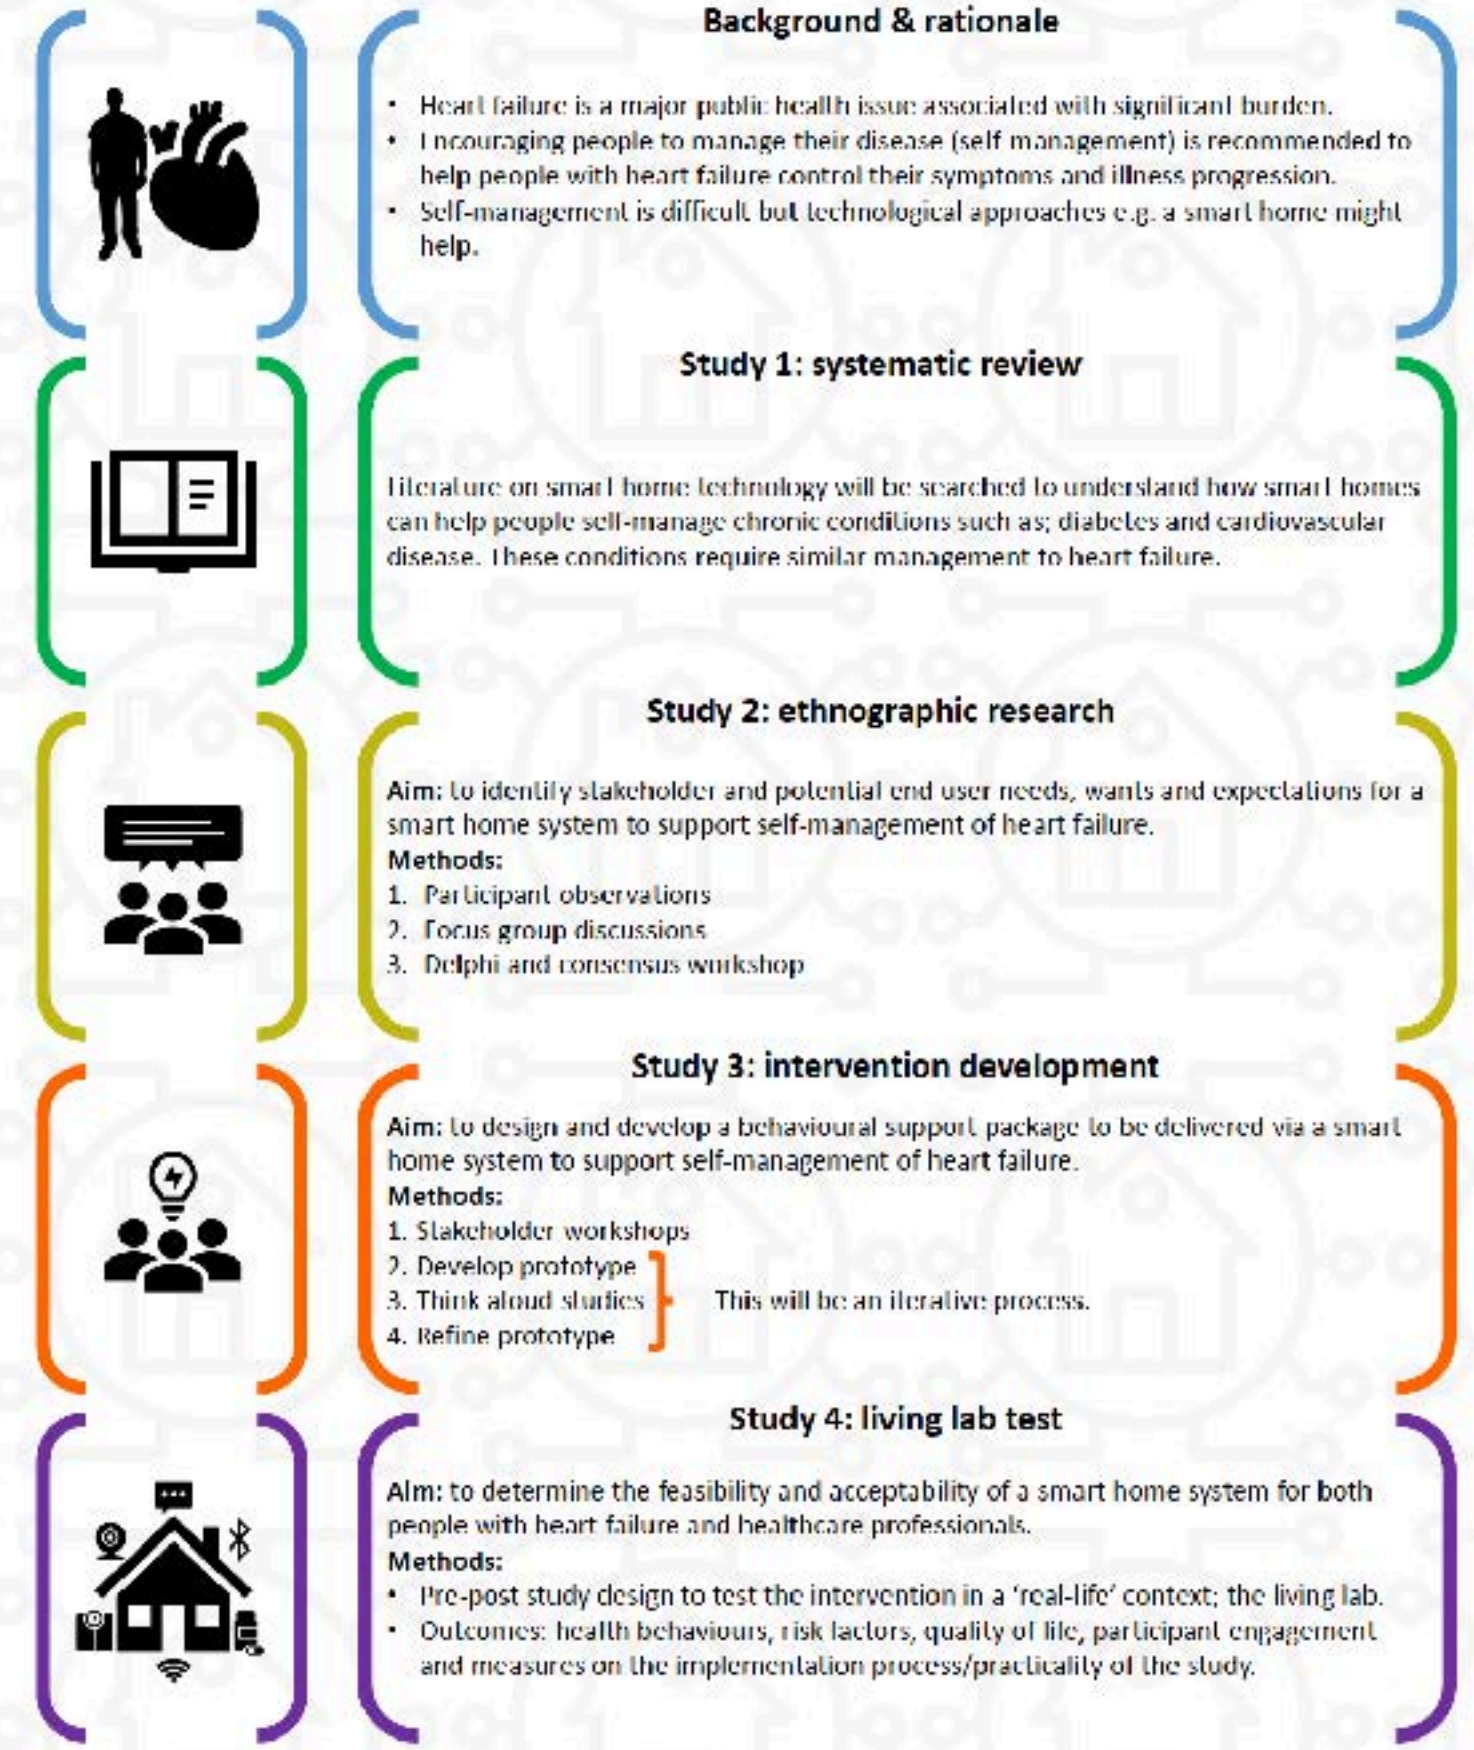 Background & rationale
• Heart failure is a major public health issue associated with significant burden.
• Encouraging people to manage their disease (self management) is recommended to
help people with heart failure control their symptoms and illness progression.
• Self-management is difficult but technological approaches e.g. a smart home might
help.
Study 1: systematic review
Literature on smart home technology will be searched to understand how smart homes
can help people self-manage chronic conditions such as; diabetes and cardiovascular
disease. These conditions require similar management to heart failure.
Study 2: ethnographic research
Aim: to identify stakeholder and potential end user needs, wants and expectations for a
smart home system to support self-management of heart failure.
Methods:
1. Participant observations
2. Focus group discussions
3. Delphi and consensus workshop
Study 3: intervention development
Aim: to design and develop a behavioural support package to be delivered via a smart
home system to support self-management of heart failure.
Methods:
1. Stakeholder workshops
2. Develop prototype
3. Think aloud studies This will be an iterative process.
4. Refine prototype
Study 4: living lab test
Aim: to determine the feasibility and acceptability of a smart home system for both
people with heart failure and healthcare professionals.
Methods:
• Pre-post study design to test the intervention in a 'real-life' context; the living lab.
• Outcomes: health behaviours, risk factors, quality of life, participant engagement
and measures on the implementation process/practicality of the study.